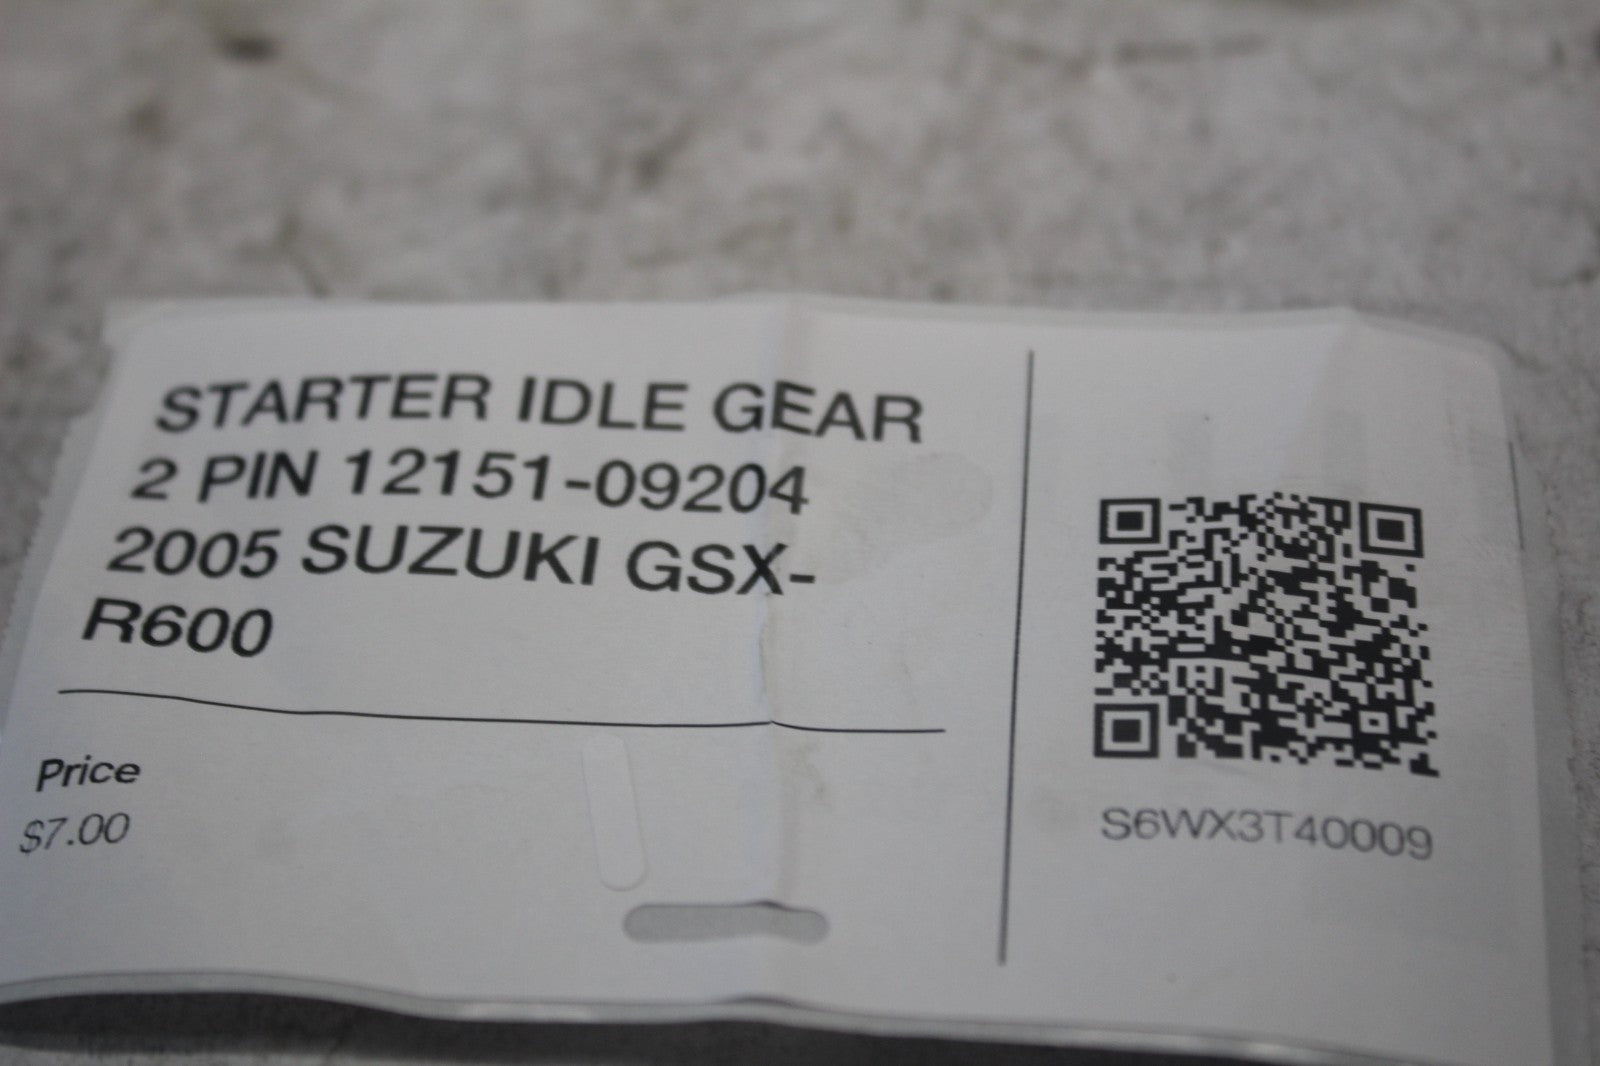 STARTER IDLE GEAR
2 PIN 12151-09204
2005 SUZUKI GSX-
R600
Price
$7.00
S6WX3T40009